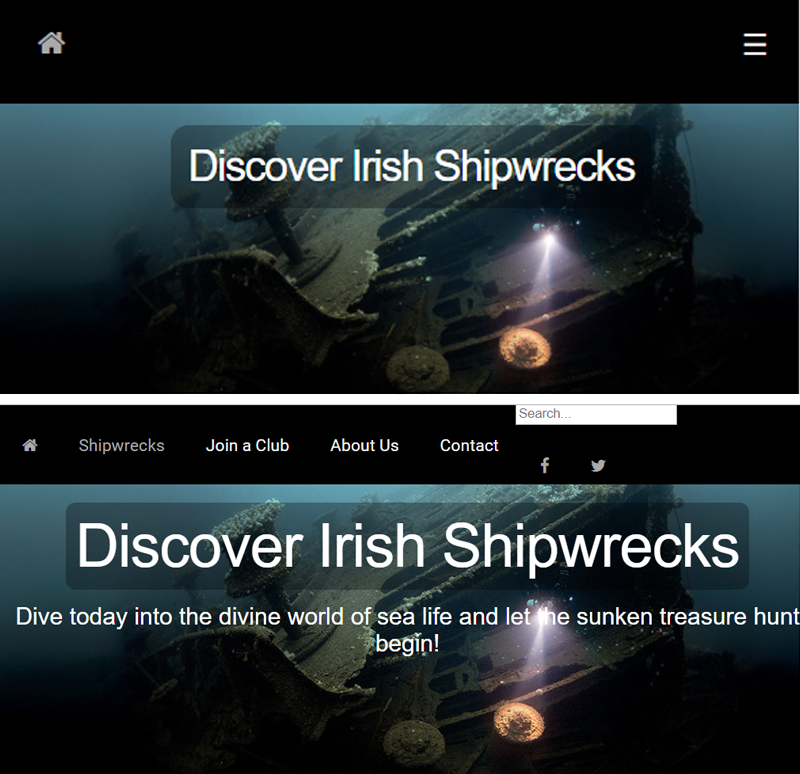 Discover Irish Shipwrecks
Search...
Shipwrecks Join a Club About Us Contact
Discover Irish Shipwrecks
Dive today into the divine world of sea life and let the sunken treasure hunt
begin!